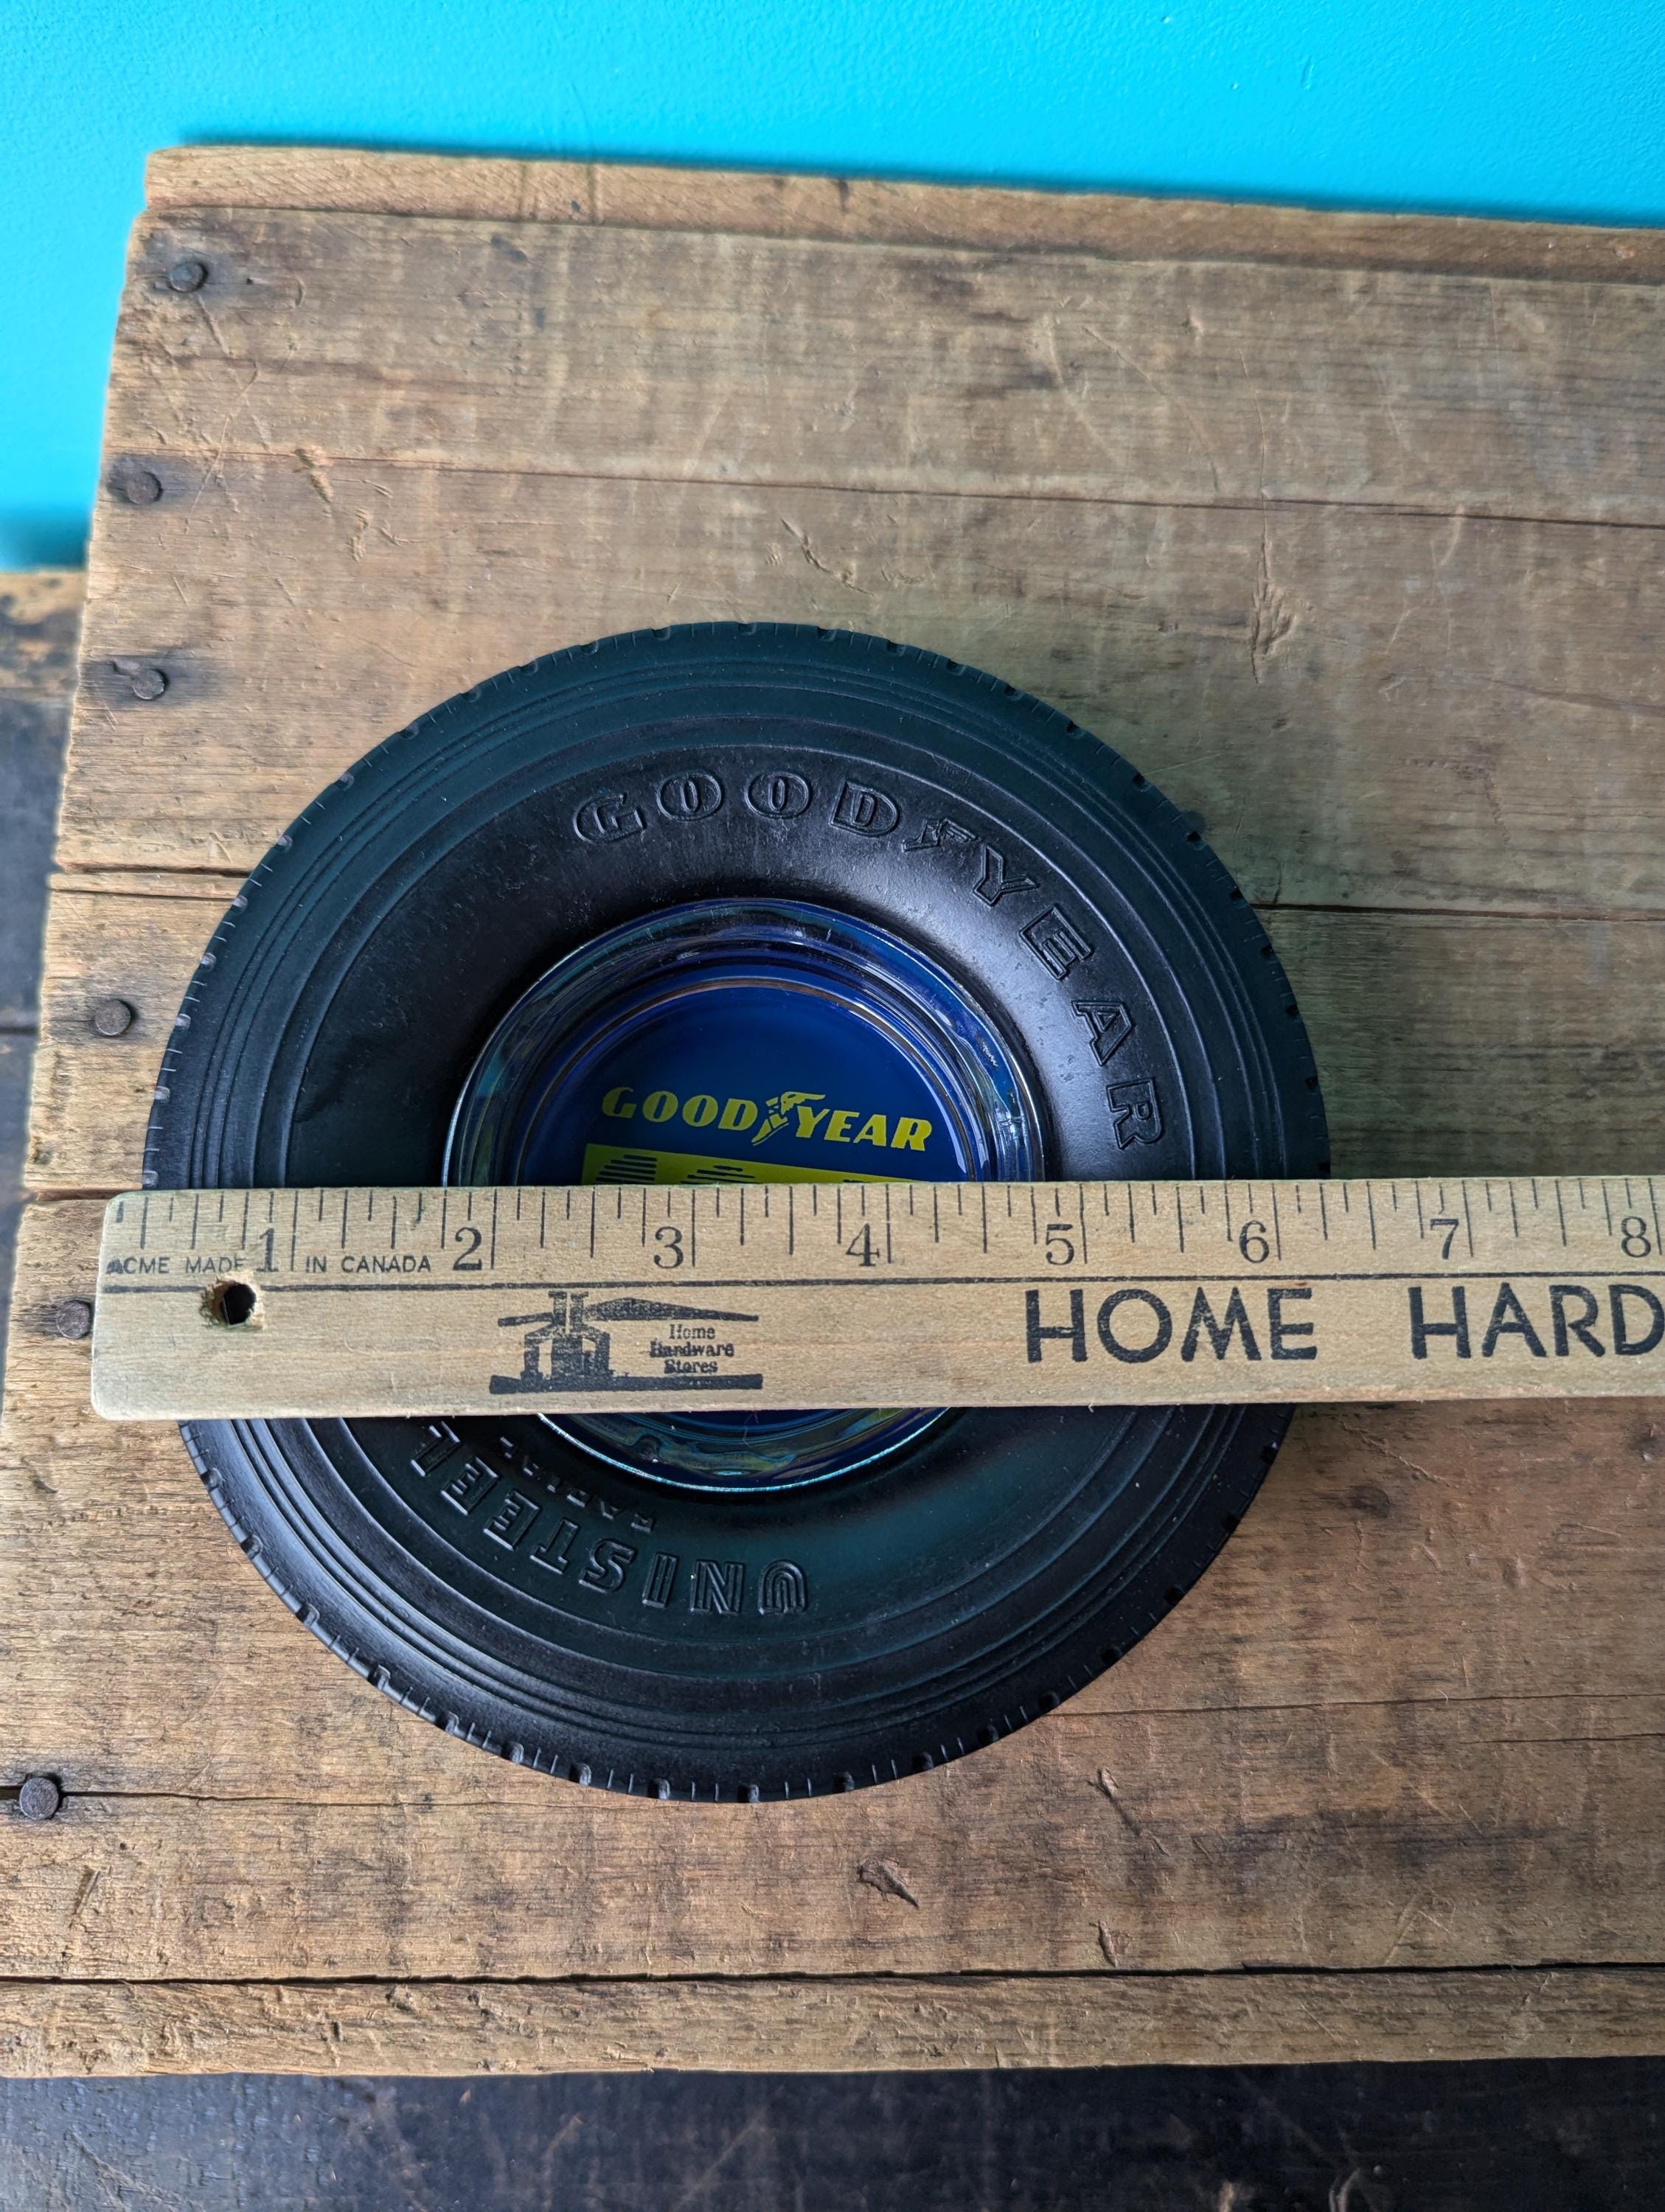 GOODYEAR
GOODYEAR
1 2 3 4 5 6 7 8
ACME MADE IN CANADA
Home
Hardware
Stores
HOME HARD
UNISTEEL